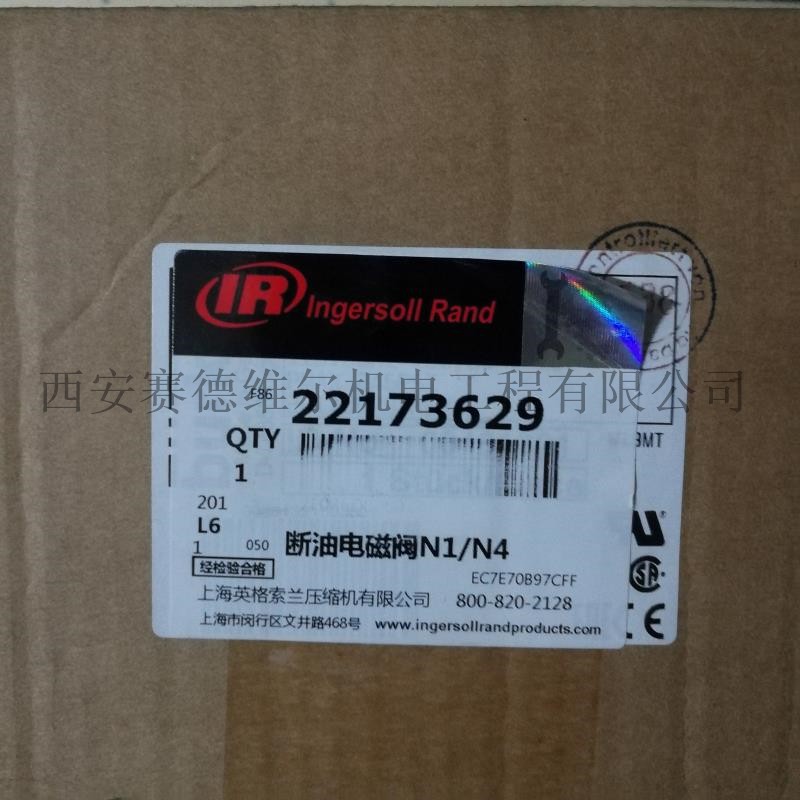 IR Ingersoll Rand
西安赛德维尔机电工程有限公司
F86 22173629
QTY
1
BMT
201
L6
1 050 断油电磁阀N1/N4
经检验合格
EC7E70B97CFF
上海英格索兰压缩机有限公司 800-820-2128
上海市闵行区文井路468号 www.ingersollrandproducts.com
CE